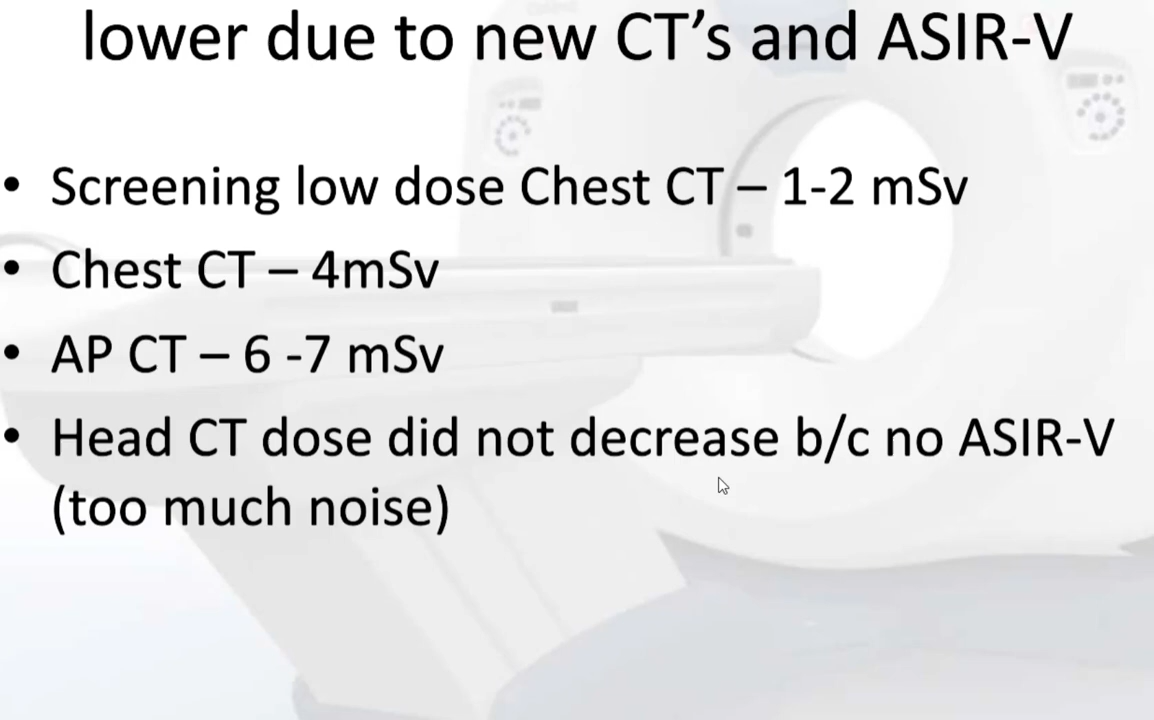 lower due to new CT’s and ASIR-V
• Screening low dose Chest CT – 1-2 mSv
• Chest CT – 4mSv
• AP CT – 6 -7 mSv
• Head CT dose did not decrease b/c no ASIR-V
(too much noise)